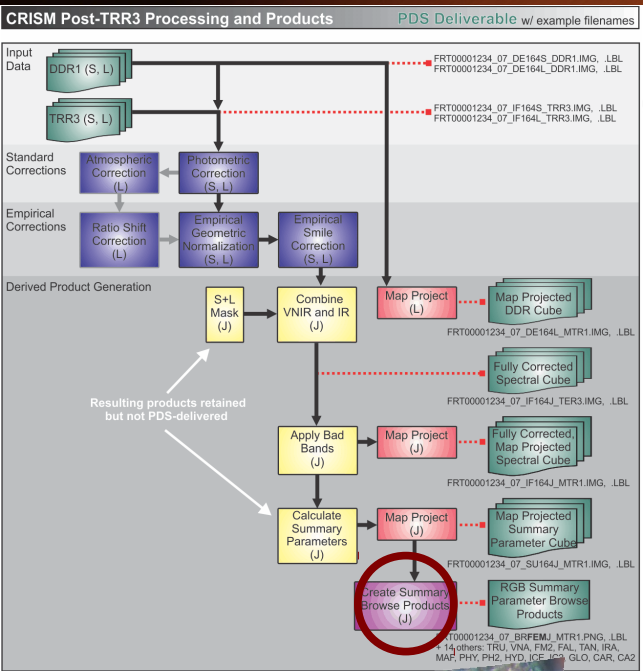 CRISM Post-TRR3 Processing and Products
PDS Deliverable w/ example filenames
Input
Data
DDR1 (S, L)
FRT00001234_07_DE164S_DDR1.IMG, .LBL
FRT00001234_07_DE164L_DDR1.IMG, .LBL
TRR3 (S, L)
FRT00001234_07_IF164S_TRR3.IMG, .LBL
FRT00001234_07_IF164L_TRR3.IMG, .LBL
Standard
Corrections
Atmospheric
Correction
(L)
Photometric
Correction
(S, L)
Empirical
Corrections
Ratio Shift
Correction
(L)
Empirical
Geometric
Normalization
(S, L)
Empirical
Smile
Correction
(S, L)
Derived Product Generation
S+L
Mask
(J)
Combine
VNIR and IR
(J)
Map Project
(L)
Map Projected
DDR Cube
FRT00001234_07_DE164L_MTR1.IMG, .LBL
Fully Corrected
Spectral Cube
FRT00001234_07_IF164J_TER3.IMG, .LBL
Resulting products retained
but not PDS-delivered
Apply Bad
Bands
(J)
Map Project
(J)
Fully Corrected,
Map Projected
Spectral Cube
FRT00001234_07_IF164J_MTR1.IMG, .LBL
Calculate
Summary
Parameters
(J)
Map Project
(J)
Map Projected
Summary
Parameter Cube
FRT00001234_07_SU164J_MTR1.IMG, .LBL
Create Summary
Browse Products
(J)
RGB Summary
Parameter Browse
Products
FRT00001234_07_BRFEMJ_MTR1.PNG, .LBL
+ 14 others: TRU, VNA, FM2, FAL, TAN, IRA,
MAF, PHY, PH2, HYD, ICE, IC2, GLO, CAR, CA2